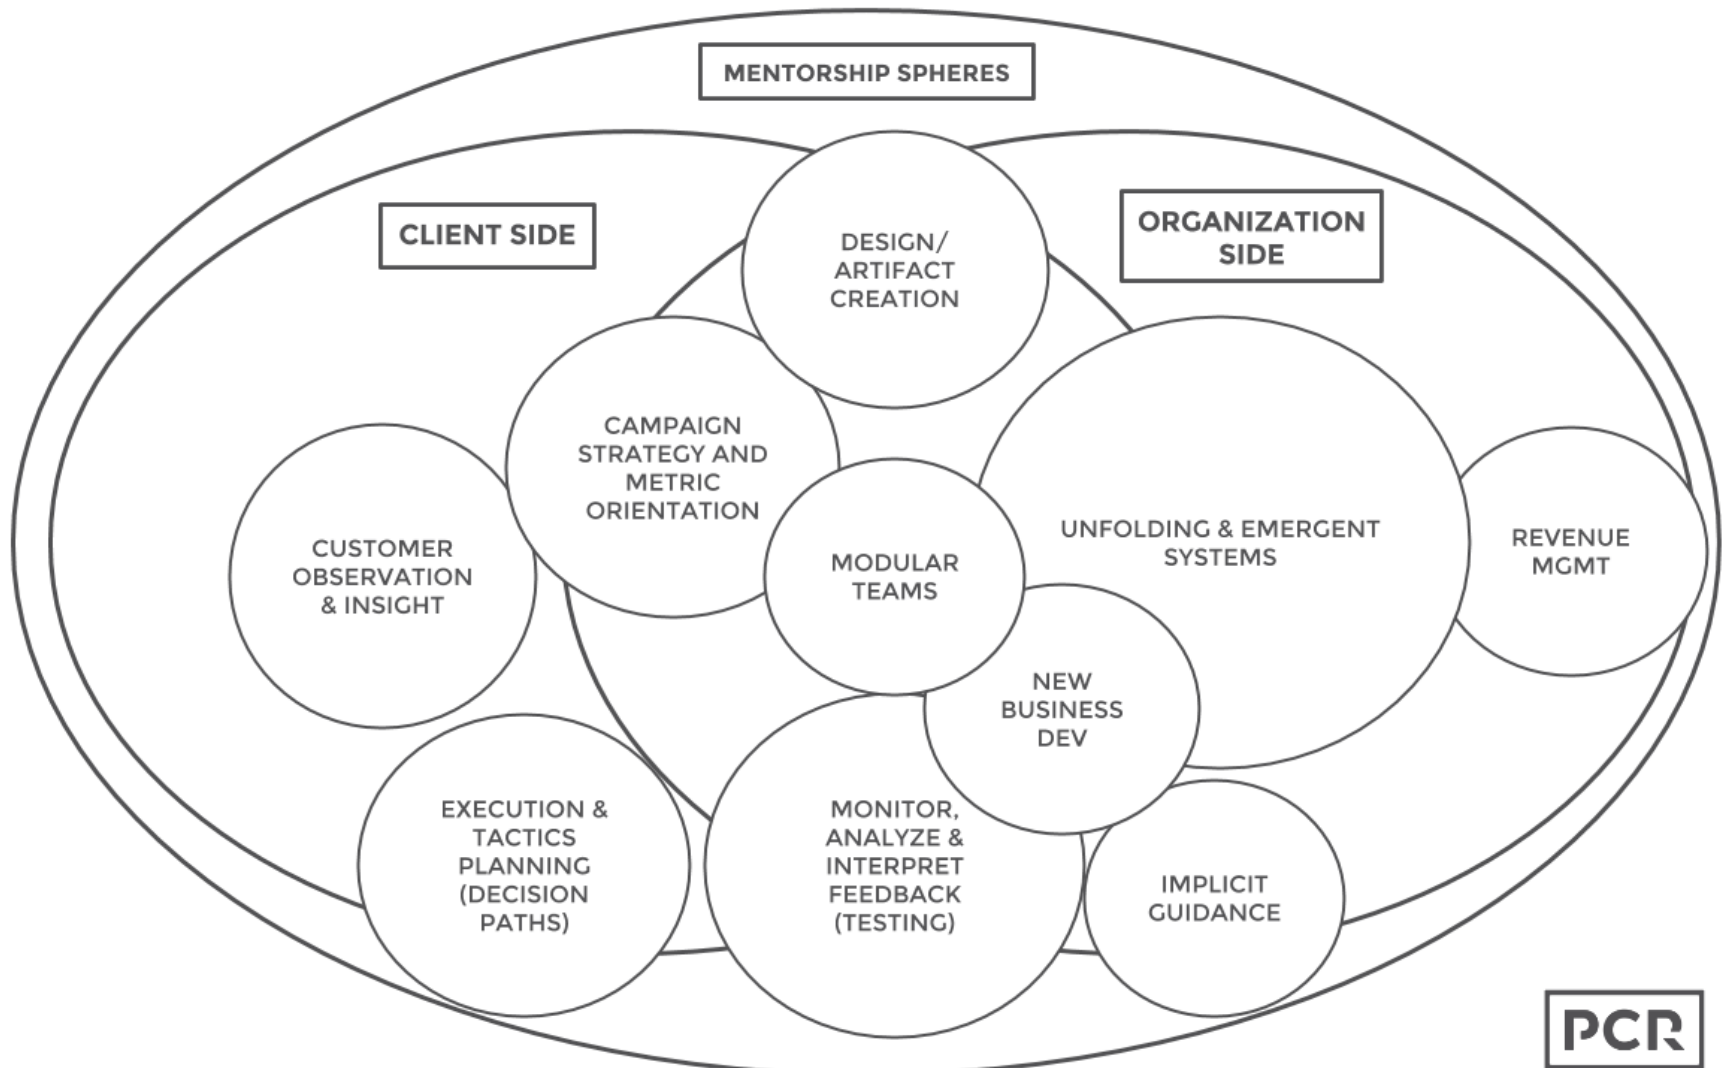 MENTORSHIP SPHERES
CLIENT SIDE
ORGANIZATION
SIDE
DESIGN/
ARTIFACT
CREATION
CAMPAIGN
STRATEGY AND
METRIC
ORIENTATION
CUSTOMER
OBSERVATION
& INSIGHT
MODULAR
TEAMS
UNFOLDING & EMERGENT
SYSTEMS
REVENUE
MGMT
NEW
BUSINESS
DEV
EXECUTION &
TACTICS
PLANNING
(DECISION
PATHS)
MONITOR,
ANALYZE &
INTERPRET
FEEDBACK
(TESTING)
IMPLICIT
GUIDANCE
PCR